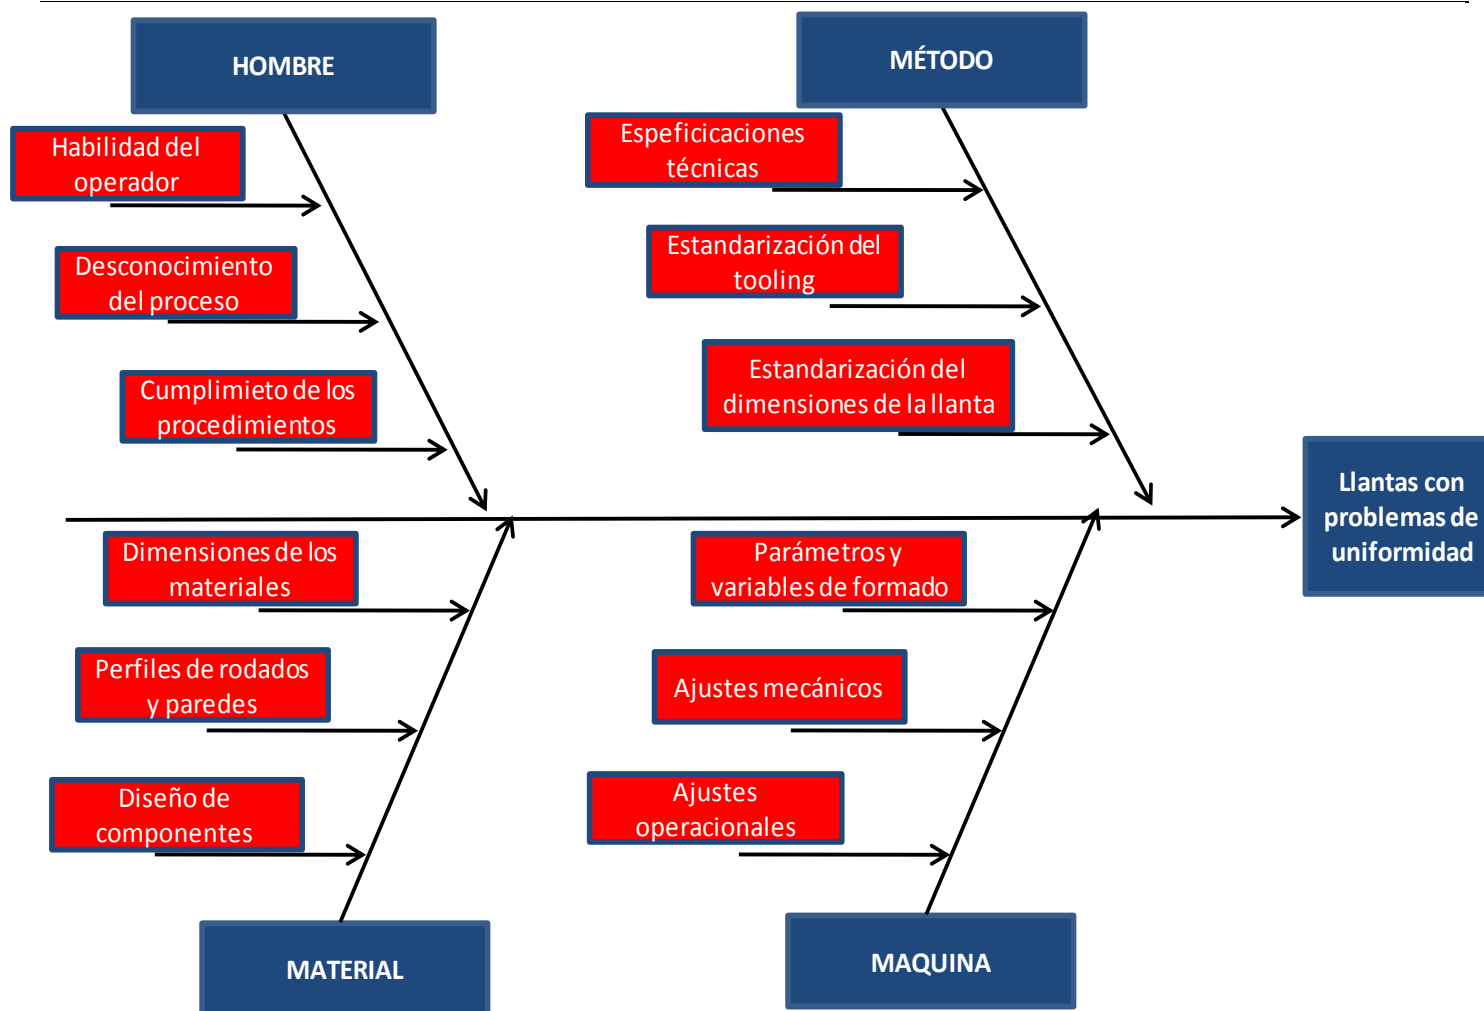 HOMBRE
MÉTODO
Habilidad del
operador
Desconocimiento
del proceso
Cumplimieto de los
procedimientos
Espeficicaciones
técnicas
Estandarización del
tooling
Estandarización del
dimensiones de la llanta
Llantas con
problemas de
uniformidad
Dimensiones de los
materiales
Perfiles de rodados
y paredes
Diseño de
componentes
Parámetros y
variables de formado
Ajustes mecánicos
Ajustes
operacionales
MATERIAL
MAQUINA